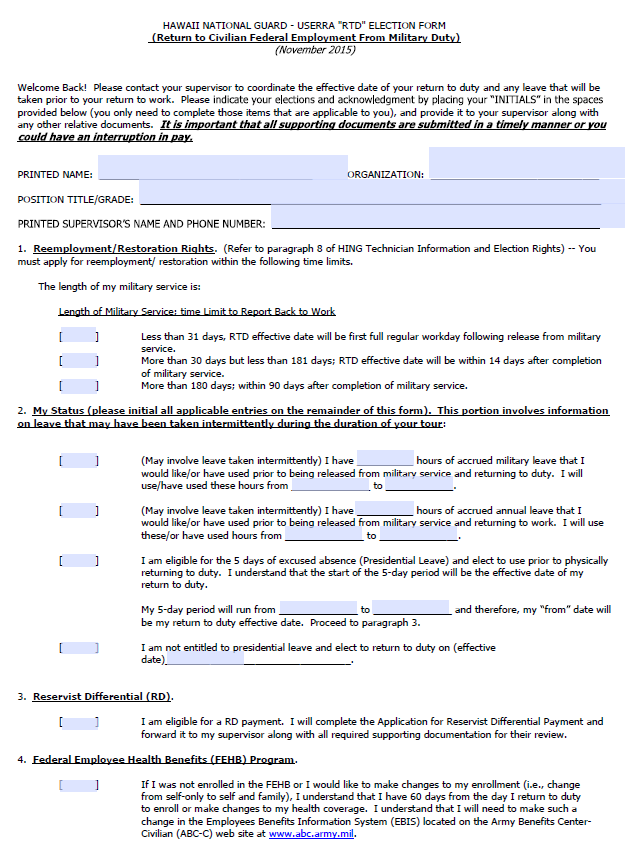 HAWAII NATIONAL GUARD - USERRA "RTD" ELECTION FORM
(Return to Civilian Federal Employment From Military Duty)
(November 2015)
Welcome Back! Please contact your supervisor to coordinate the effective date of your return to duty and any leave that will be
taken prior to your return to work. Please indicate your elections and acknowledgment by placing your "INITIALS" in the spaces
provided below (you only need to complete those items that are applicable to you), and provide it to your supervisor along with
any other relative documents. It is important that all supporting documents are submitted in a timely manner or you
could have an interruption in pay.
PRINTED NAME: ORGANIZATION:
POSITION TITLE/GRADE:
PRINTED SUPERVISOR'S NAME AND PHONE NUMBER:
1. Reemployment/Restoration Rights. (Refer to paragraph 8 of HING Technician Information and Election Rights) -- You
must apply for reemployment/ restoration within the following time limits.
The length of my military service is:
Length of Military Service: time Limit to Report Back to Work
[ ] Less than 31 days, RTD effective date will be first full regular workday following release from military
service.
[ ] More than 30 days but less than 181 days; RTD effective date will be within 14 days after completion
of military service.
[ ] More than 180 days; within 90 days after completion of military service.
2. My Status (please initial all applicable entries on the remainder of this form). This portion involves information
on leave that may have been taken intermittently during the duration of your tour:
[ ] (May involve leave taken intermittently) I have ________ hours of accrued military leave that I
would like/or have used prior to being released from military service and returning to duty. I will
use/have used these hours from ___________ to ___________.
[ ] (May involve leave taken intermittently) I have ________ hours of accrued annual leave that I
would like/or have used prior to being released from military service and returning to work. I will use
these/or have used hours from ___________ to ___________.
[ ] I am eligible for the 5 days of excused absence (Presidential Leave) and elect to use prior to physically
returning to duty. I understand that the start of the 5-day period will be the effective date of my
return to duty.
My 5-day period will run from ___________ to ___________ and therefore, my "from" date will
be my return to duty effective date. Proceed to paragraph 3.
[ ] I am not entitled to presidential leave and elect to return to duty on (effective
date)__________________________.
3. Reservist Differential (RD).
[ ] I am eligible for a RD payment. I will complete the Application for Reservist Differential Payment and
forward it to my supervisor along with all required supporting documentation for their review.
4. Federal Employee Health Benefits (FEHB) Program.
[ ] If I was not enrolled in the FEHB or I would like to make changes to my enrollment (i.e., change
from self-only to self and family), I understand that I have 60 days from the day I return to duty
to enroll or make changes to my health coverage. I understand that I will need to make such
a change in the Employees Benefits Information System (EBIS) located on the Army Benefits Center-
Civilian (ABC-C) web site at www.abc.army.mil.